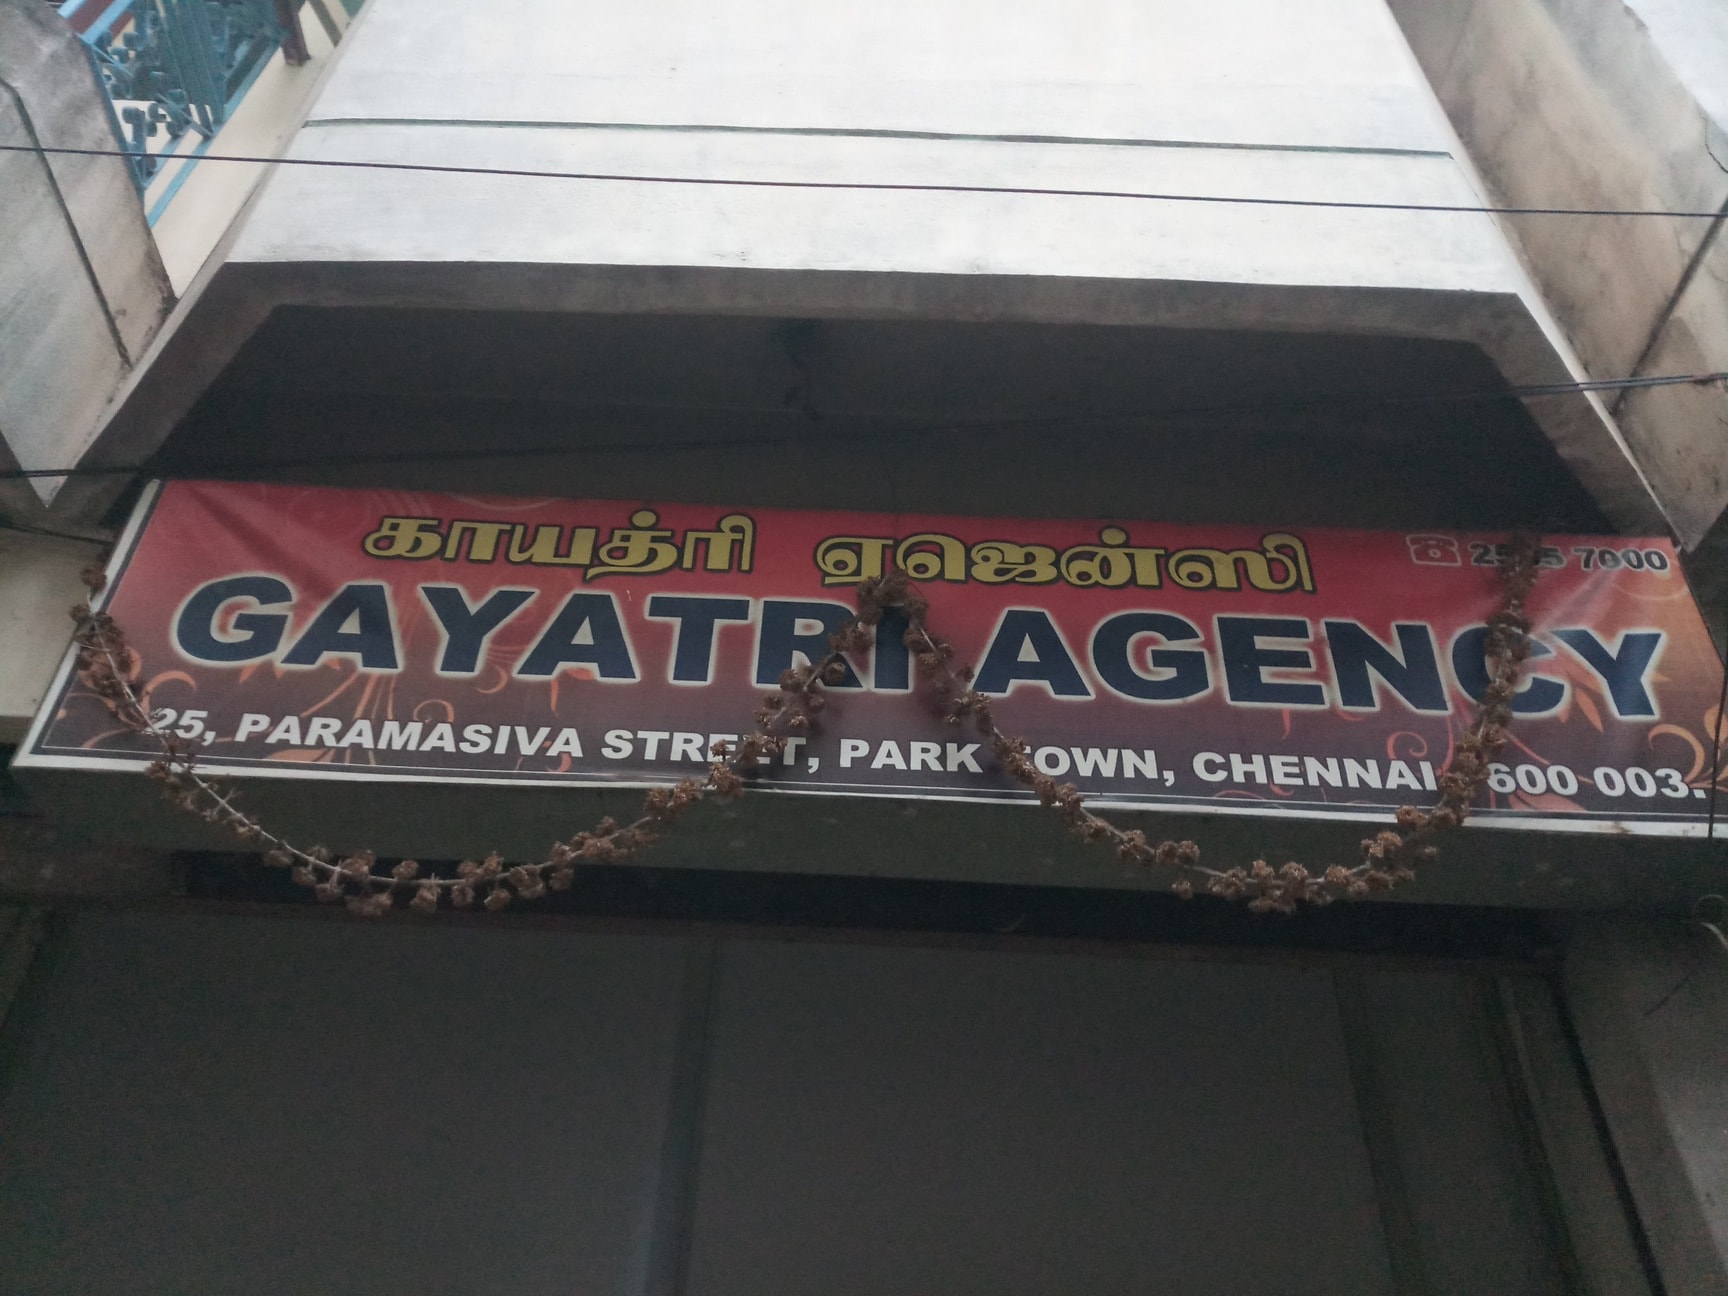 காயத்ரி ஏஜென்ஸி
7000
GAYATRI AGENCY
25, PARAMASIVA STREET, PARK TOWN, CHENNAI 600 003.